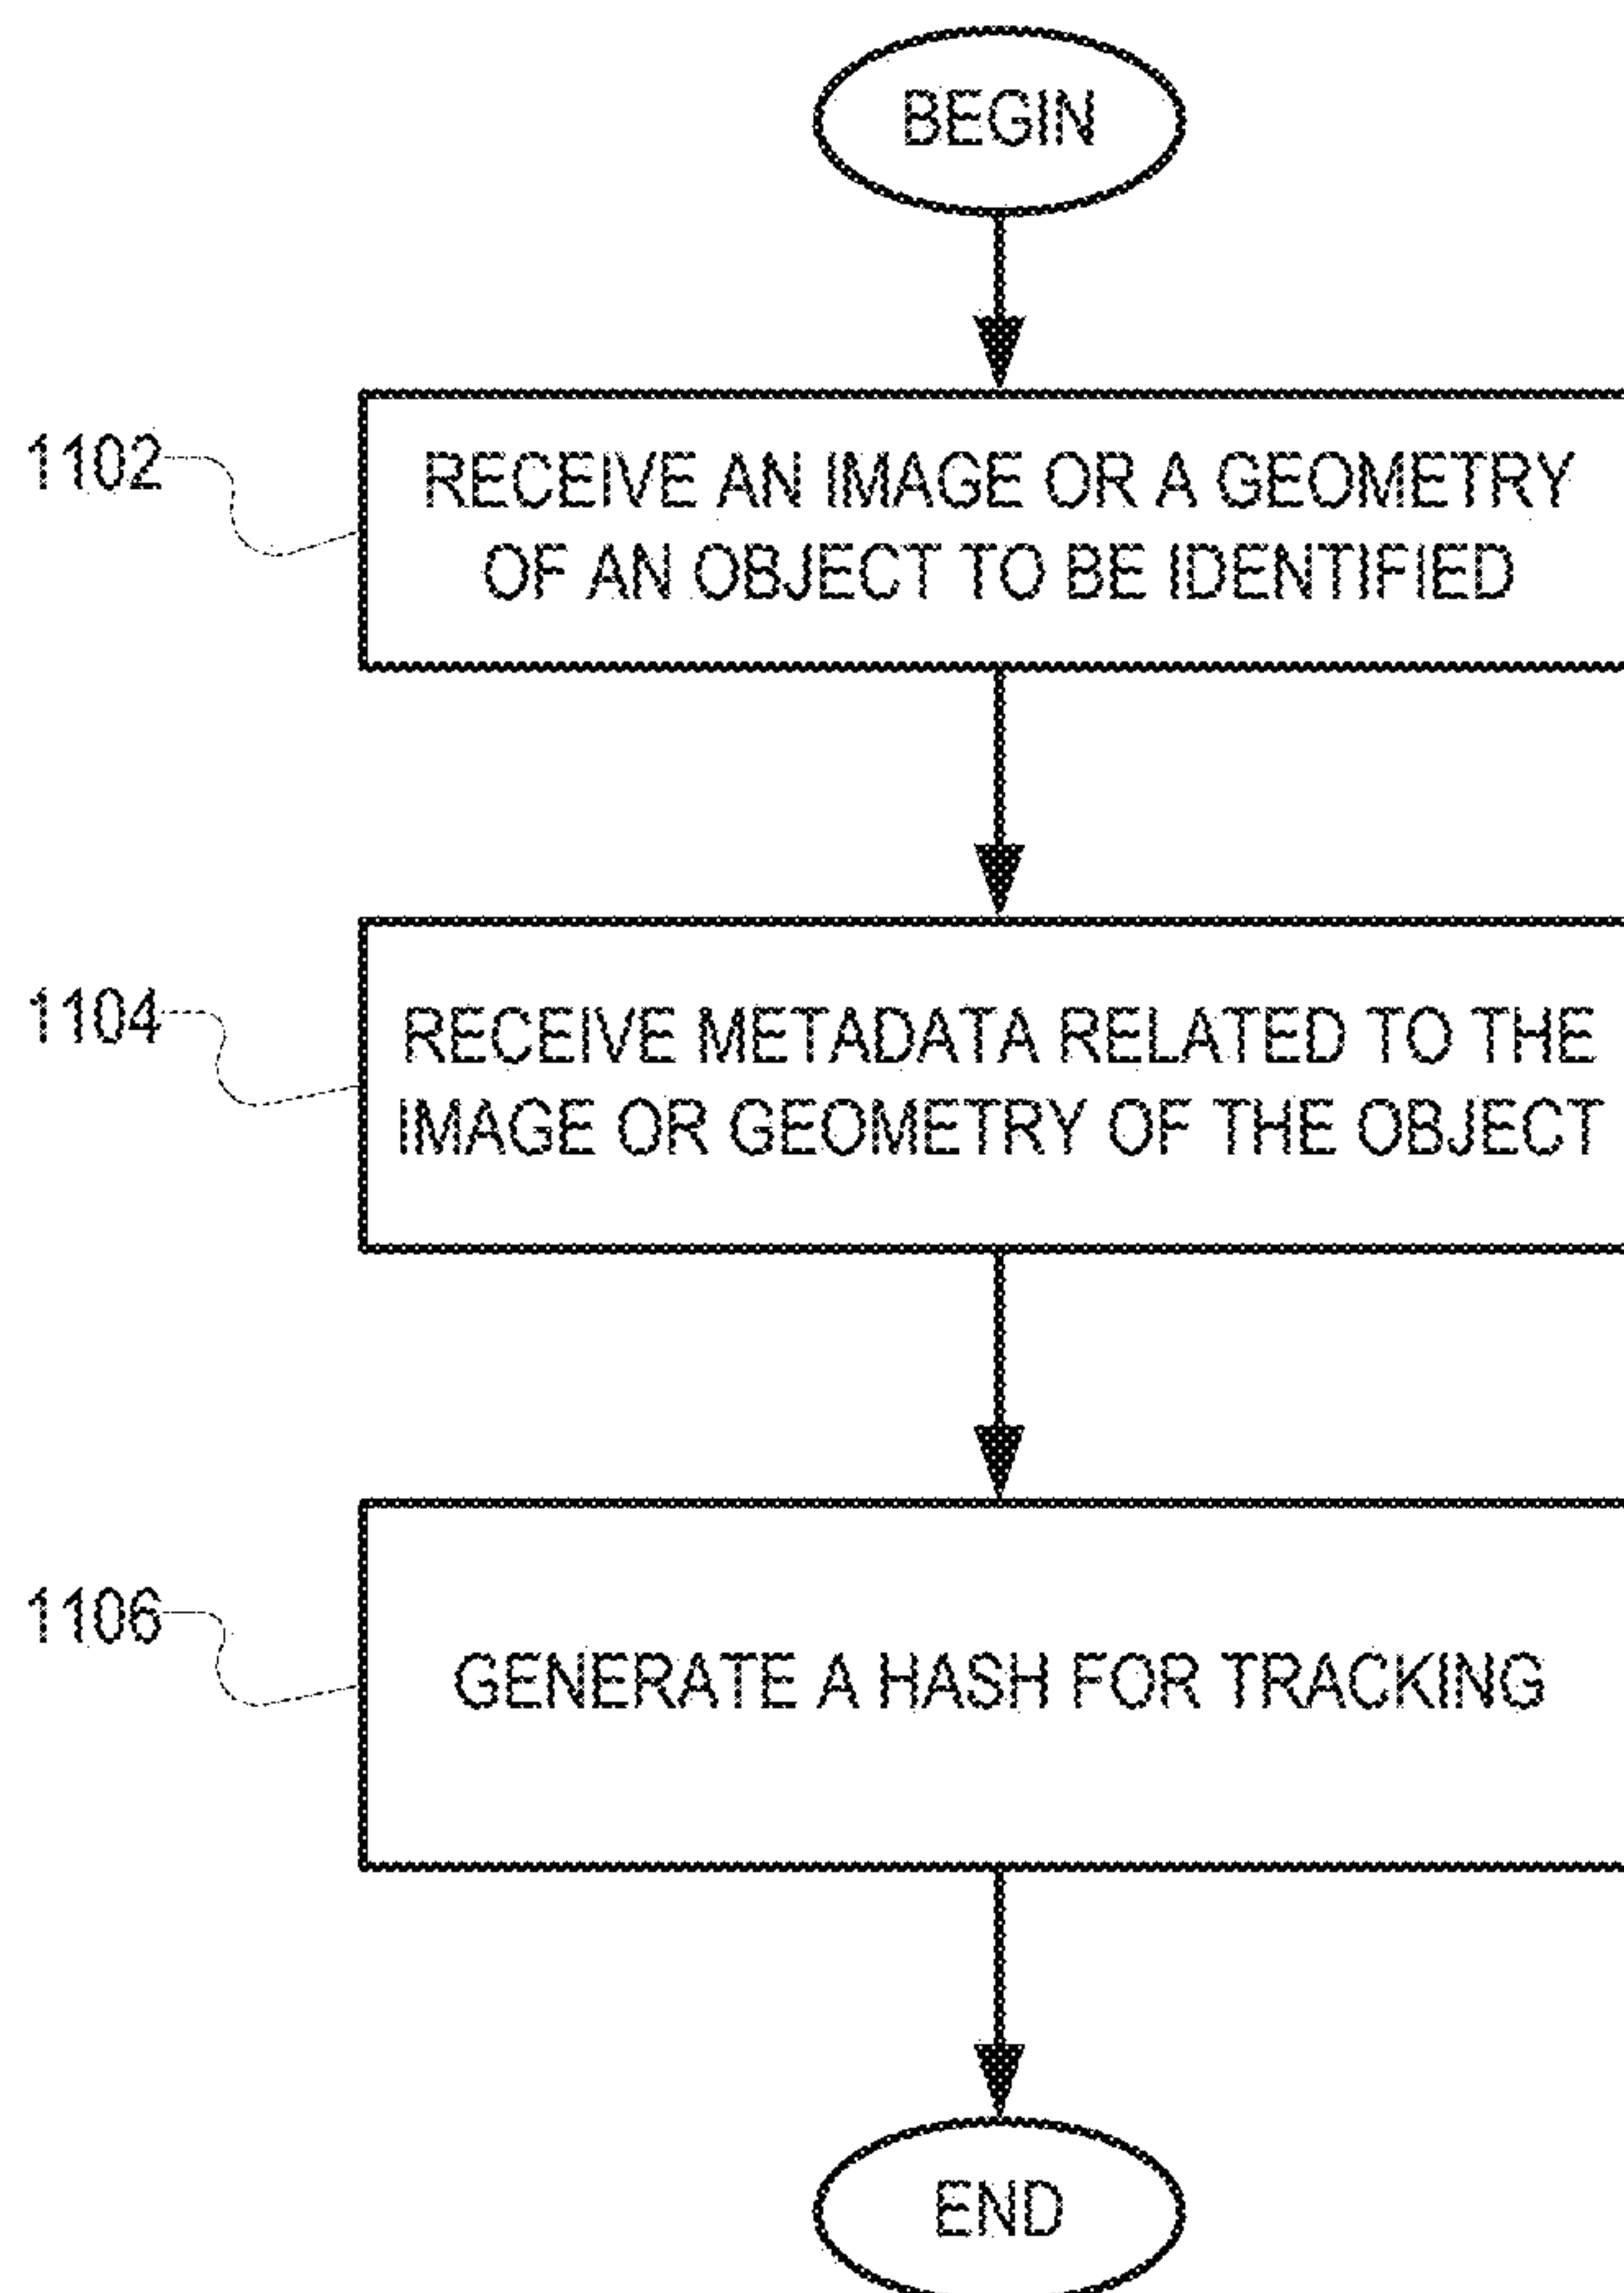 BEGIN
1102
RECEIVE AN IMAGE OR A GEOMETRY
OF AN OBJECT TO BE IDENTIFIED
1104
RECEIVE METADATA RELATED TO THE
IMAGE OR GEOMETRY OF THE OBJECT
1106
GENERATE A HASH FOR TRACKING
END